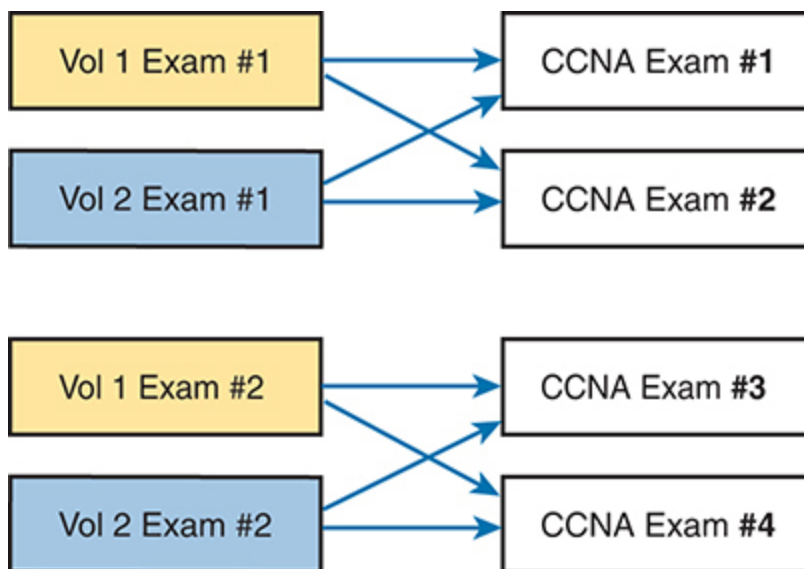 Vol 1 Exam #1
CCNA Exam #1
Vol 2 Exam #1
CCNA Exam #2
Vol 1 Exam #2
CCNA Exam #3
Vol 2 Exam #2
CCNA Exam #4